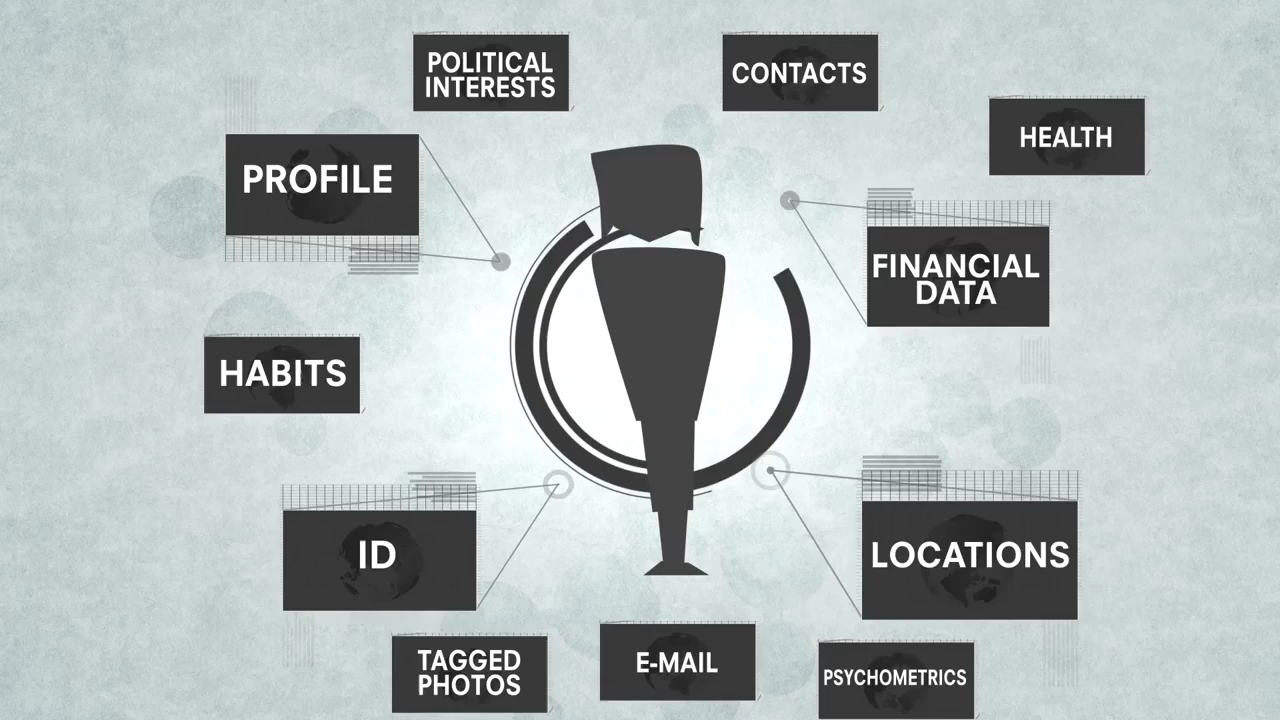 POLITICAL
INTERESTS
CONTACTS
HEALTH
PROFILE
FINANCIAL
DATA
HABITS
ID
LOCATIONS
TAGGED
PHOTOS
E-MAIL
PSYCHOMETRICS